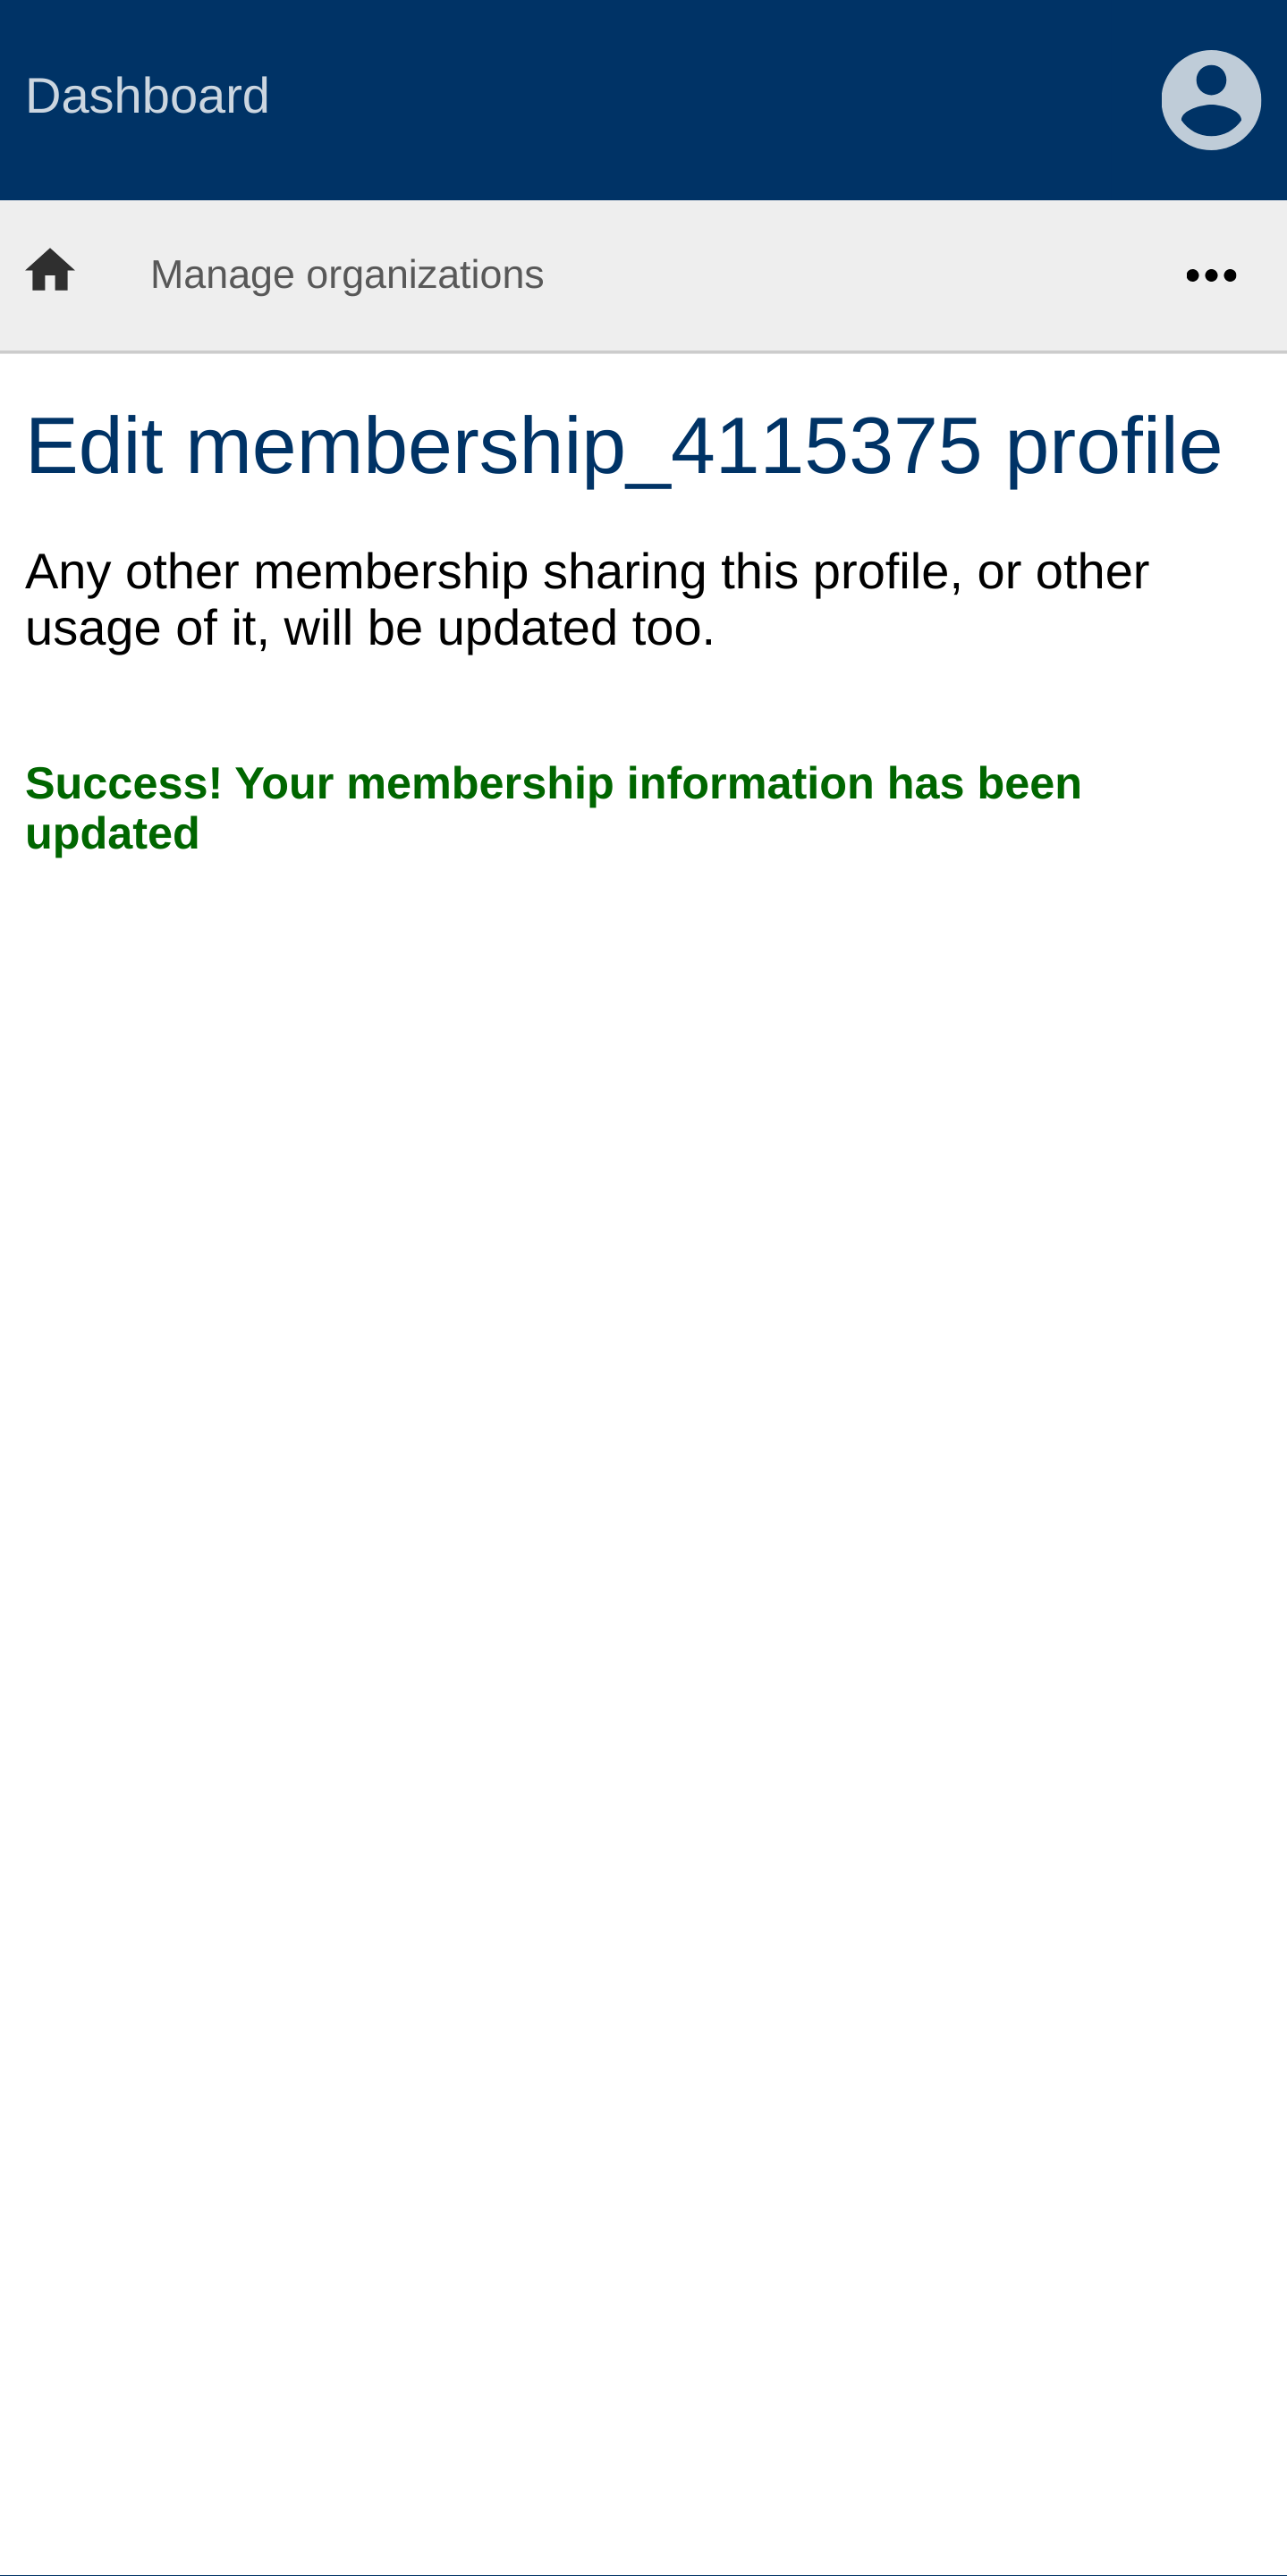 Dashboard
Manage organizations
Edit membership_4115375 profile
Any other membership sharing this profile, or other
usage of it, will be updated too.
Success! Your membership information has been
updated